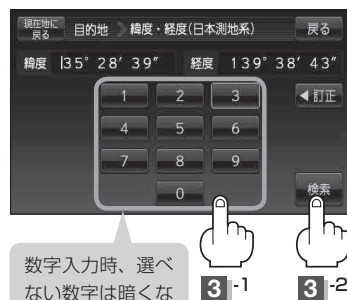 現在地に
戻る
目的地 緯度・経度(日本測地系) 戻る
緯度 35° 28′ 39″ 経度 139° 38′ 43″
1 2 3 ◀訂正
4 5 6
7 8 9
0 検索
数字入力時、選べ
ない数字は暗くな
3-1 3-2